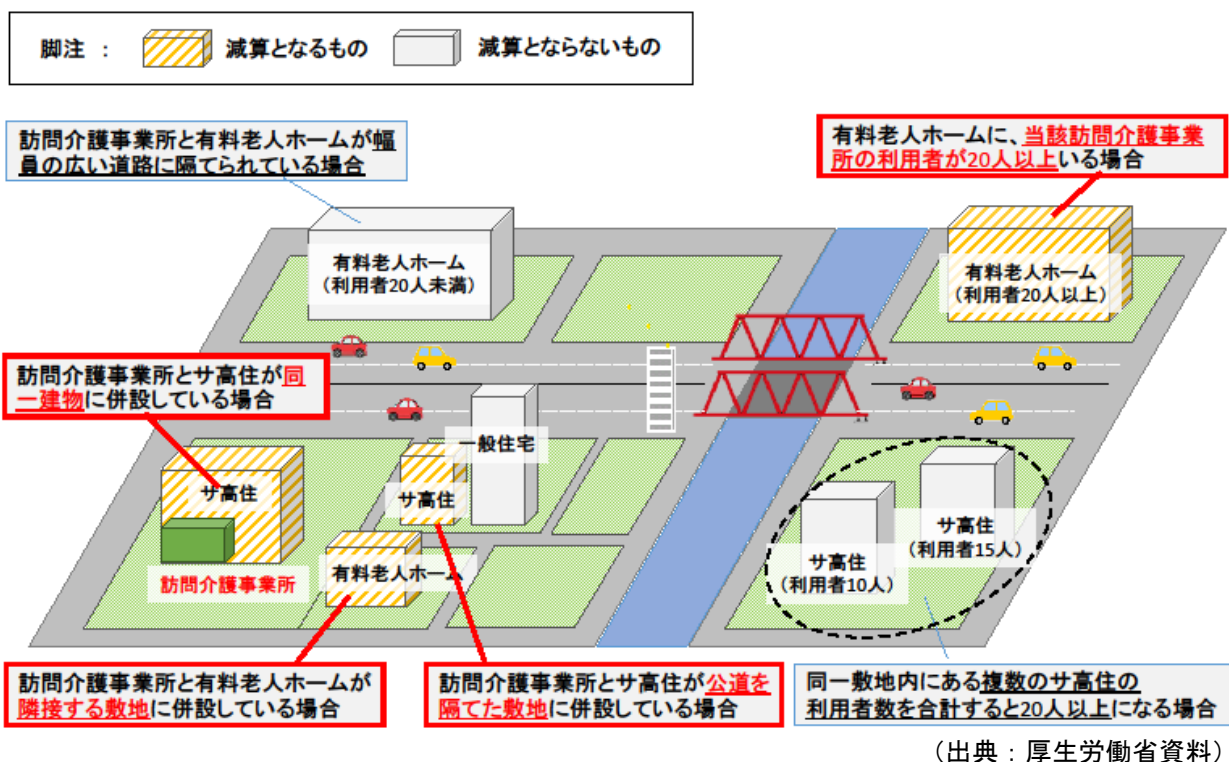 脚注 : 減算となるもの 減算とならないもの
訪問介護事業所と有料老人ホームが幅
員の広い道路に隔てられている場合
有料老人ホームに、当該訪問介護事業
所の利用者が20人以上いる場合
有料老人ホーム
（利用者20人未満）
有料老人ホーム
（利用者20人以上）
訪問介護事業所とサ高住が同
一建物に併設している場合
一般住宅
サ高住
サ高住
訪問介護事業所
有料老人ホーム
サ高住
（利用者15人）
サ高住
（利用者10人）
訪問介護事業所と有料老人ホームが
隣接する敷地に併設している場合
訪問介護事業所とサ高住が公道を
隔てた敷地に併設している場合
同一敷地内にある複数のサ高住の
利用者数を合計すると20人以上になる場合
（出典：厚生労働省資料）